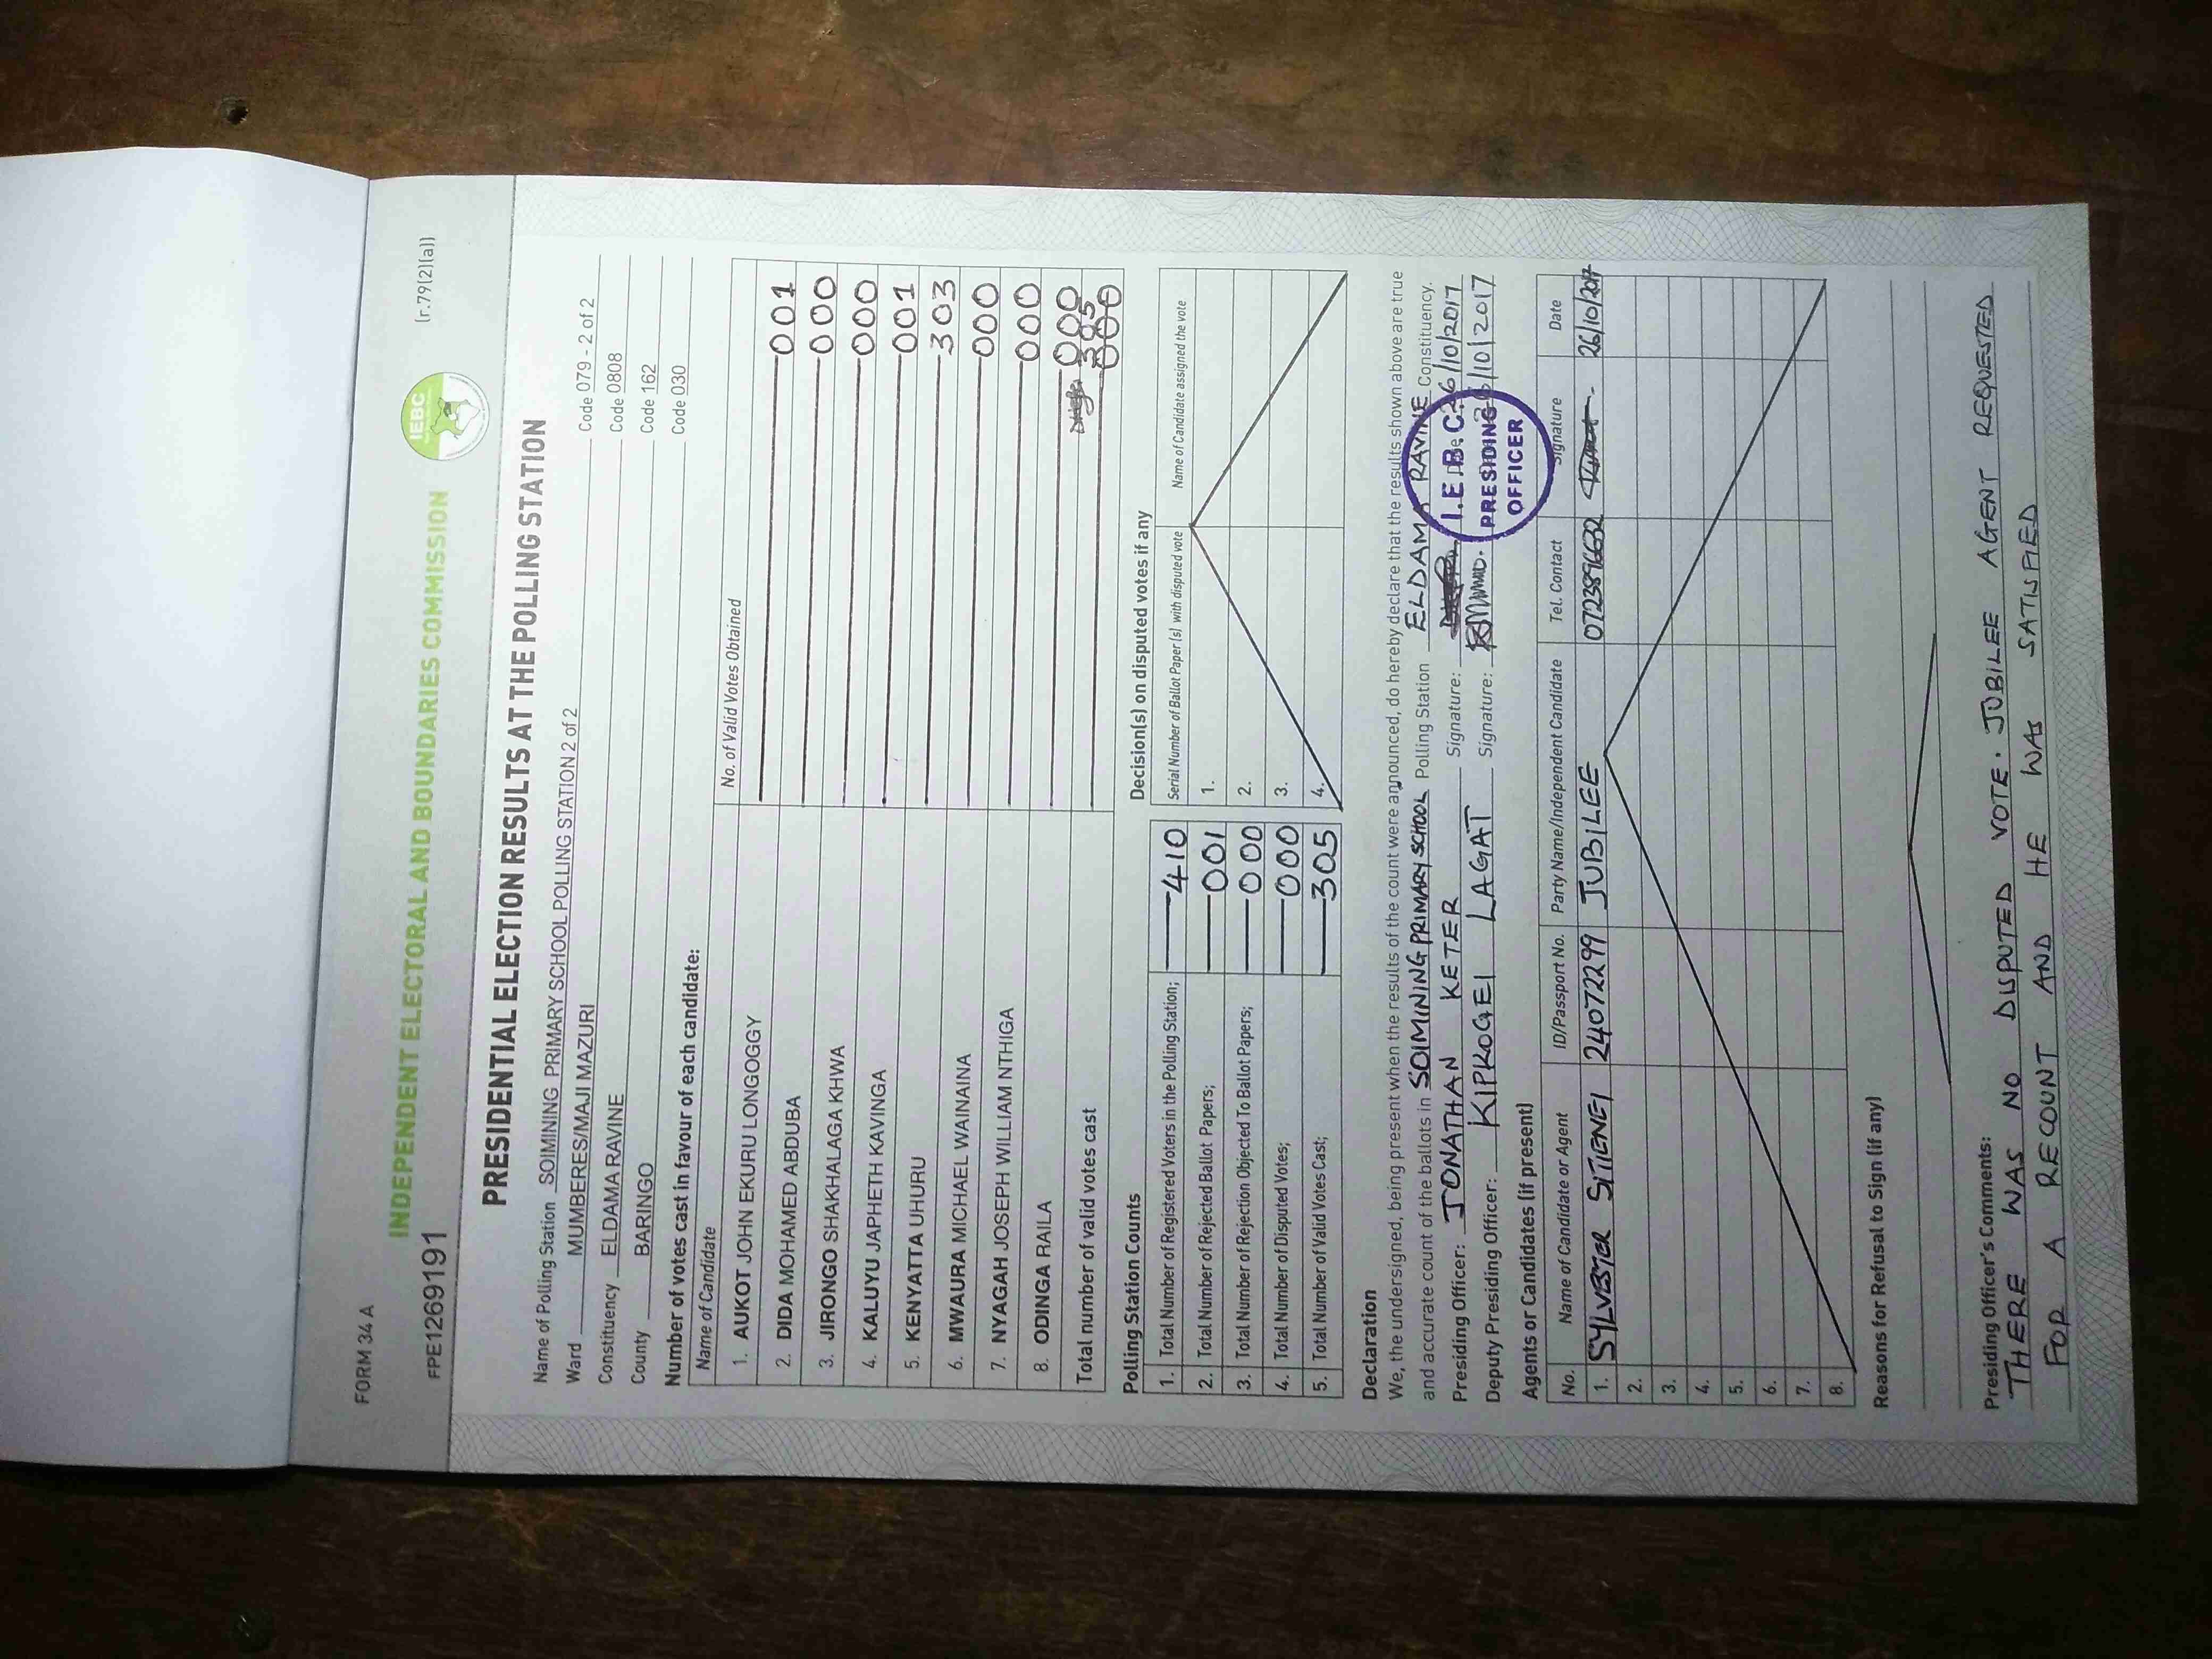 FORM 34 A
(r.79(2)(a))
IEBC
INDEPENDENT ELECTORAL AND BOUNDARIES COMMISSION
FPE1269191
PRESIDENTIAL ELECTION RESULTS AT THE POLLING STATION
Name of Polling Station SOIMINING PRIMARY SCHOOL POLLING STATION 2 of 2 Code 079 - 2 of 2
Ward MUMBERES/MAJI MAZURI Code 0808
Constituency ELDAMA RAVINE Code 162
County BARINGO Code 030
Number of votes cast in favour of each candidate:
Name of Candidate No. of Valid Votes Obtained
1. AUKOT JOHN EKURU LONGOGGY 001
2. DIDA MOHAMED ABDUBA 000
3. JIRONGO SHAKHALAGA KHWA 000
4. KALUYU JAPHETH KAVINGA 001
5. KENYATTA UHURU 303
6. MWAURA MICHAEL WAINAINA 000
7. NYAGAH JOSEPH WILLIAM NTHIGA 000
8. ODINGA RAILA 000
Total number of valid votes cast 305
000
Polling Station Counts
1. Total Number of Registered Voters in the Polling Station; 410
2. Total Number of Rejected Ballot Papers; 001
3. Total Number of Rejection Objected To Ballot Papers; 000
4. Total Number of Disputed Votes; 000
5. Total Number of Valid Votes Cast; 305
Decision(s) on disputed votes if any
Serial Number of Ballot Paper (s) with disputed vote Name of Candidate assigned the vote
1.
2.
3.
4.
Declaration
We, the undersigned, being present when the results of the count were announced, do hereby declare that the results shown above are true
and accurate count of the ballots in SOIMINING PRIMARY SCHOOL Polling Station ELDAMA RAVINE Constituency.
Presiding Officer: JONATHAN KETER Signature: 26/10/2017
Deputy Presiding Officer: KIPKOGEI LAGAT Signature: 26/10/2017
I.E.B.C.
PRESIDING
OFFICER
Agents or Candidates (if present)
No. Name of Candidate or Agent ID/Passport No. Party Name/Independent Candidate Tel. Contact Signature Date
1. SYLVESTER SITIENEI 24072299 JUBILEE 26/10/2017
2.
3.
4.
5.
6.
7.
8.
Reasons for Refusal to Sign (if any)
Presiding Officer's Comments:
THERE WAS NO DISPUTED VOTE. JUBILEE AGENT REQUESTED
FOR A RECOUNT AND HE WAS SATISFIED